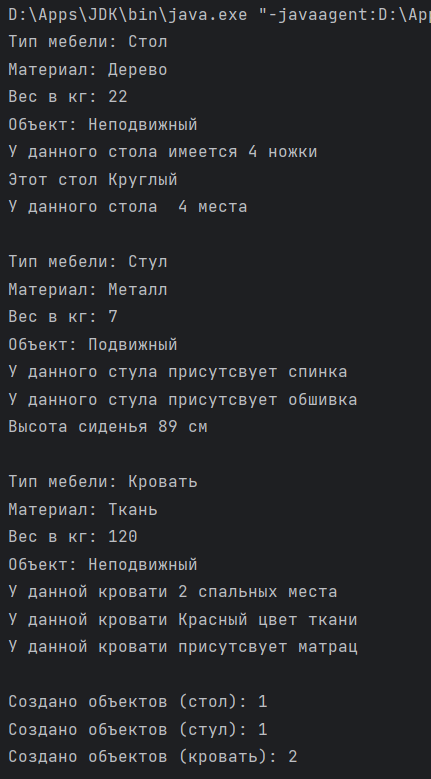 D:\Apps\JDK\bin\java.exe "-javaagent:D:\Ap
Тип мебели: Стол
Материал: Дерево
Вес в кг: 22
Объект: Неподвижный
У данного стола имеется 4 ножки
Этот стол Круглый
У данного стола  4 места
Тип мебели: Стул
Материал: Металл
Вес в кг: 7
Объект: Подвижный
У данного стула присутсвует спинка
У данного стула присутсвует обшивка
Высота сиденья 89 см
Тип мебели: Кровать
Материал: Ткань
Вес в кг: 120
Объект: Неподвижный
У данной кровати 2 спальных места
У данной кровати Красный цвет ткани
У данной кровати присутсвует матрац
Создано объектов (стол): 1
Создано объектов (стул): 1
Создано объектов (кровать): 2